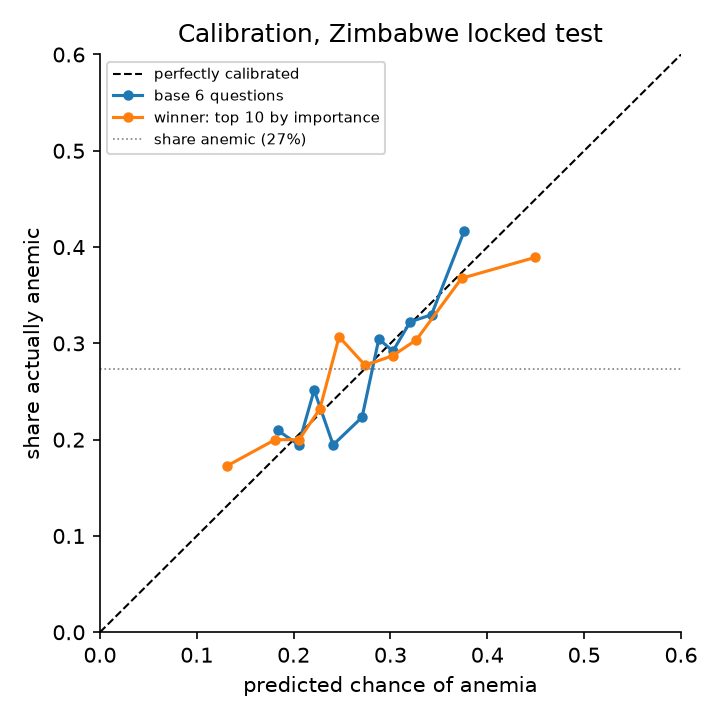 Calibration, Zimbabwe locked test
perfectly calibrated
base 6 questions
winner: top 10 by importance
share anemic (27%)
share actually anemic
0.6
0.5
0.4
0.3
0.2
0.1
0.0
0.0 0.1 0.2 0.3 0.4 0.5 0.6
predicted chance of anemia